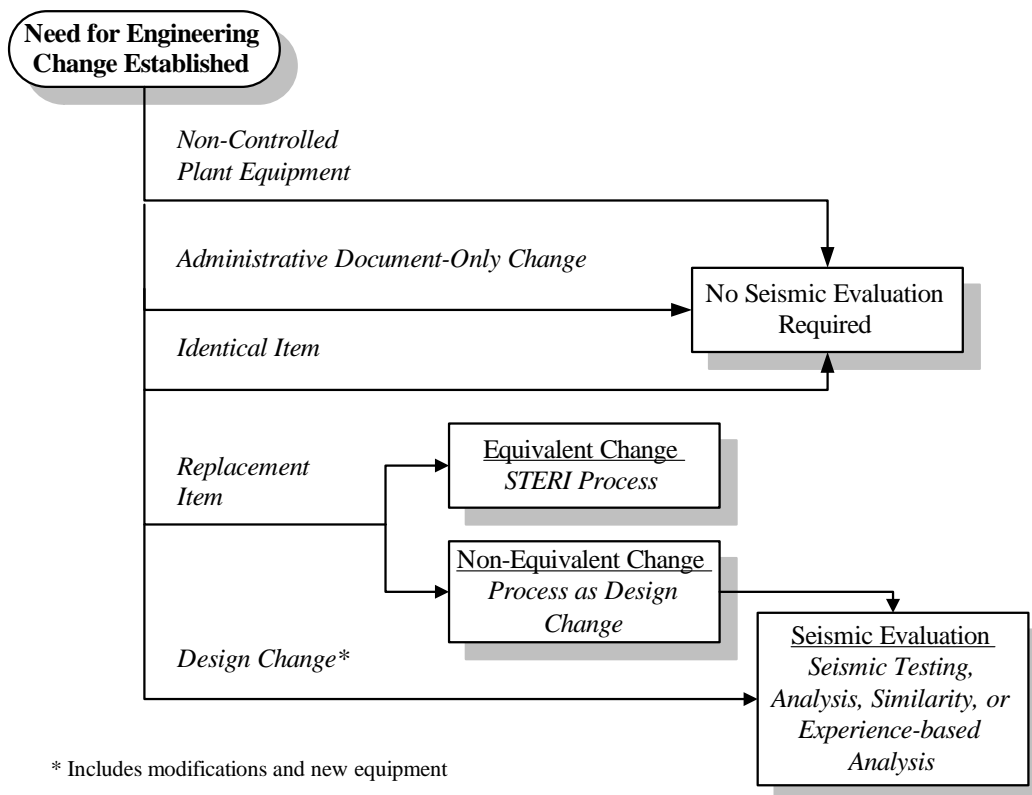 Need for Engineering
Change Established
Non-Controlled
Plant Equipment
Administrative Document-Only Change
No Seismic Evaluation
Required
Identical Item
Replacement
Item
Equivalent Change
STERI Process
Non-Equivalent Change
Process as Design
Change
Design Change*
Seismic Evaluation
Seismic Testing,
Analysis, Similarity, or
Experience-based
Analysis
* Includes modifications and new equipment